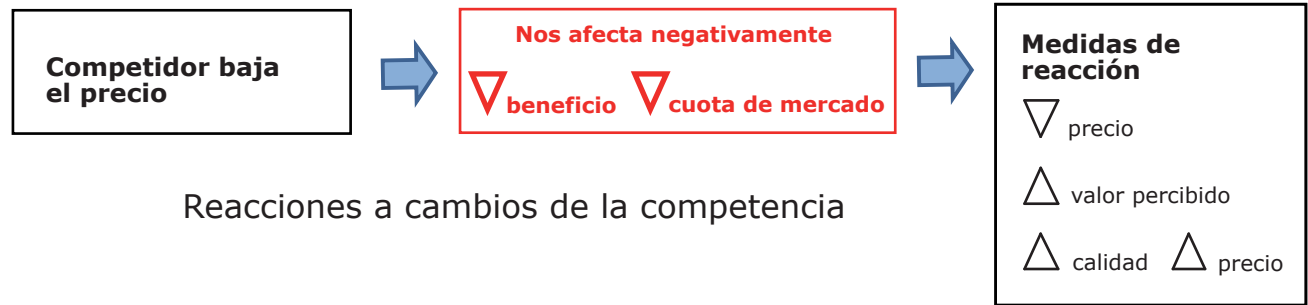 Competidor baja
el precio
Nos afecta negativamente
beneficio
cuota de mercado
Medidas de
reacción
precio
valor percibido
calidad
precio
Reacciones a cambios de la competencia